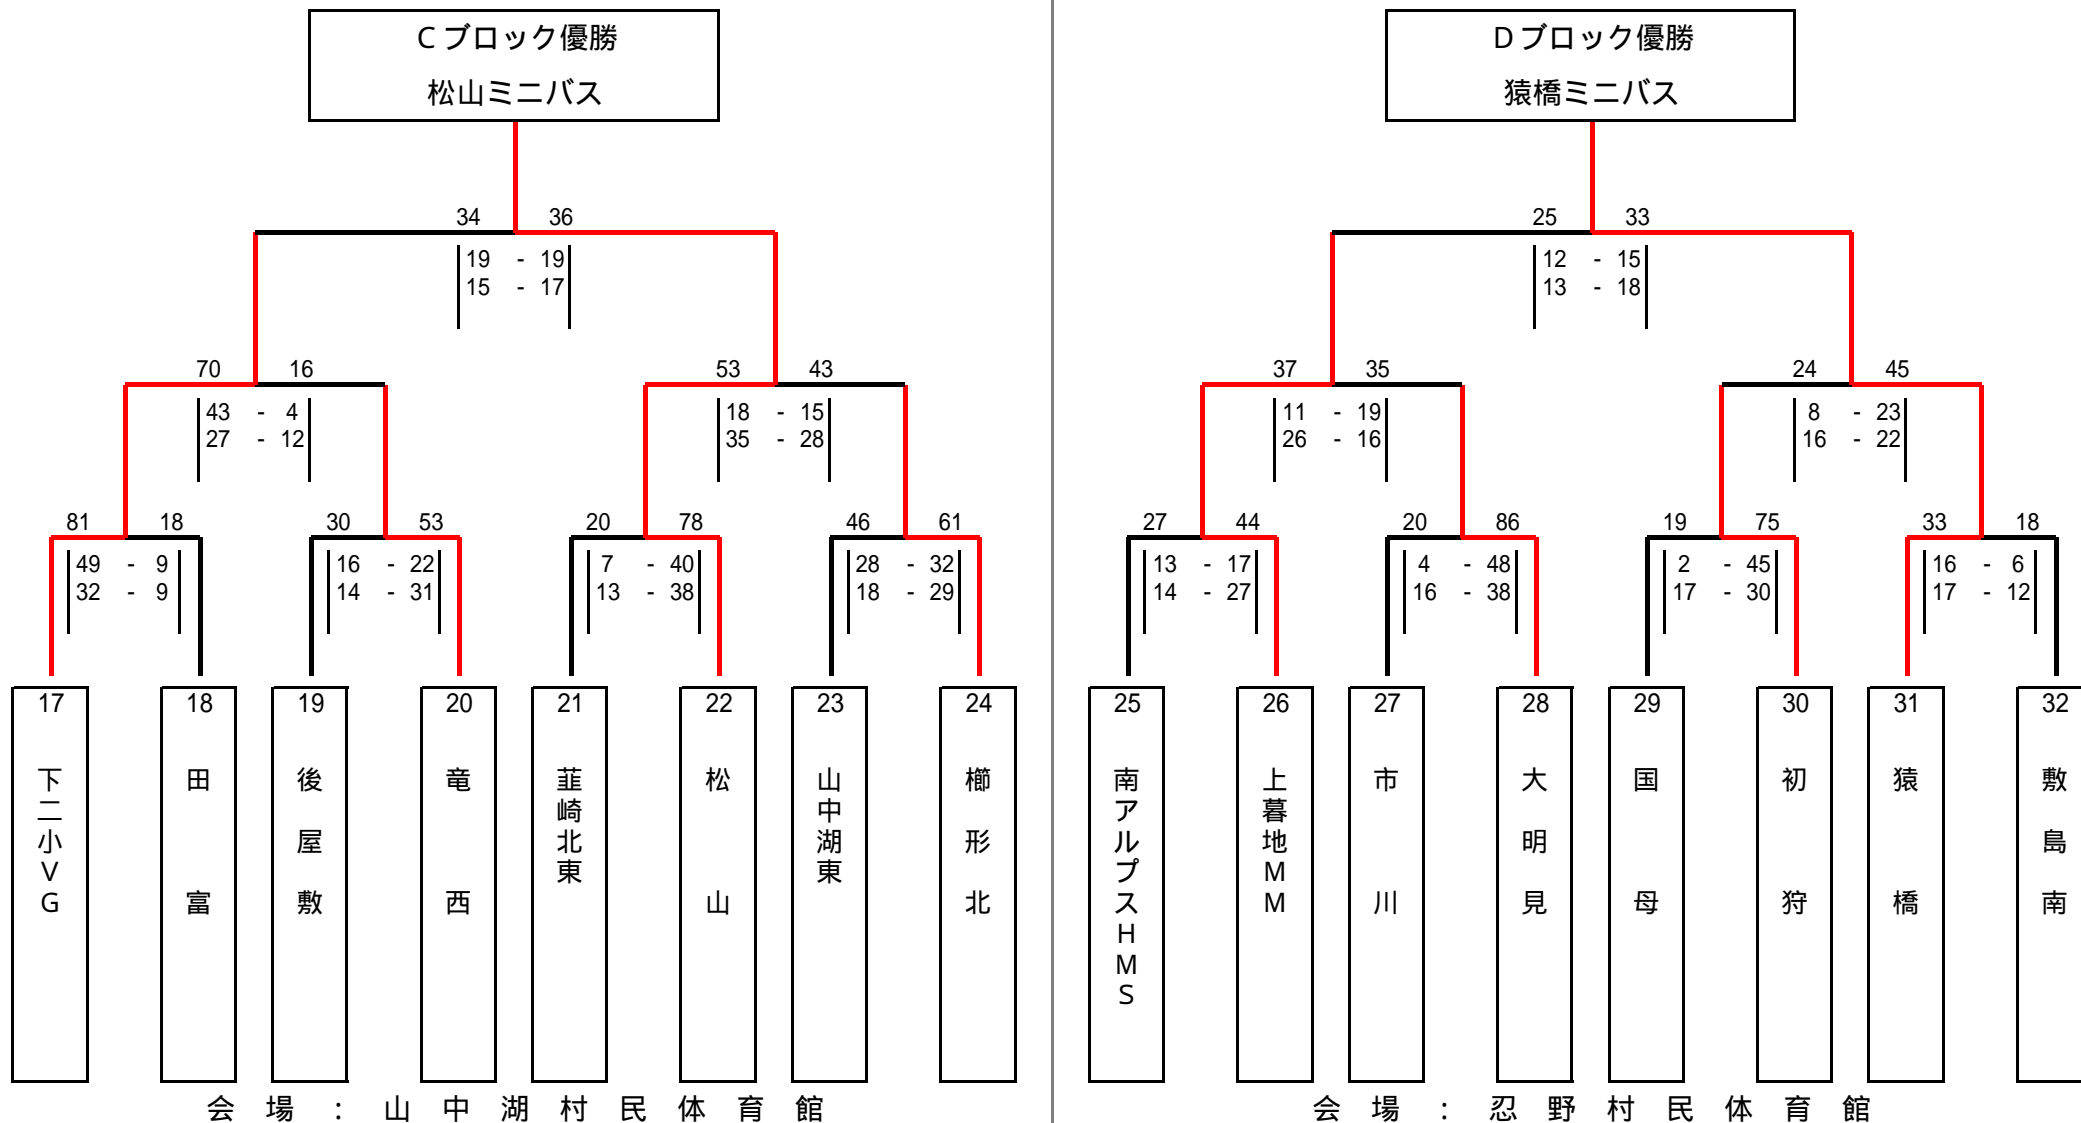 Cブロック優勝
松山ミニバス
34 36
19 - 19
15 - 17
70 16
43 - 4
27 - 12
53 43
18 - 15
35 - 28
81 18
49 - 9
32 - 9
30 53
16 - 22
14 - 31
20 78
7 - 40
13 - 38
46 61
28 - 32
18 - 29
17
下二小VG
18
田富
19
後屋敷
20
竜西
21
韮崎北東
22
松山
23
山中湖東
24
櫛形北
会場:山中湖村民体育館
Dブロック優勝
猿橋ミニバス
25 33
12 - 15
13 - 18
37 35
11 - 19
26 - 16
24 45
8 - 23
16 - 22
27 44
13 - 17
14 - 27
20 86
4 - 48
16 - 38
19 75
2 - 45
17 - 30
33 18
16 - 6
17 - 12
25
南アルプスHMS
26
上暮地MM
27
市川
28
大明見
29
国母
30
初狩
31
猿橋
32
敷島南
会場:忍野村民体育館